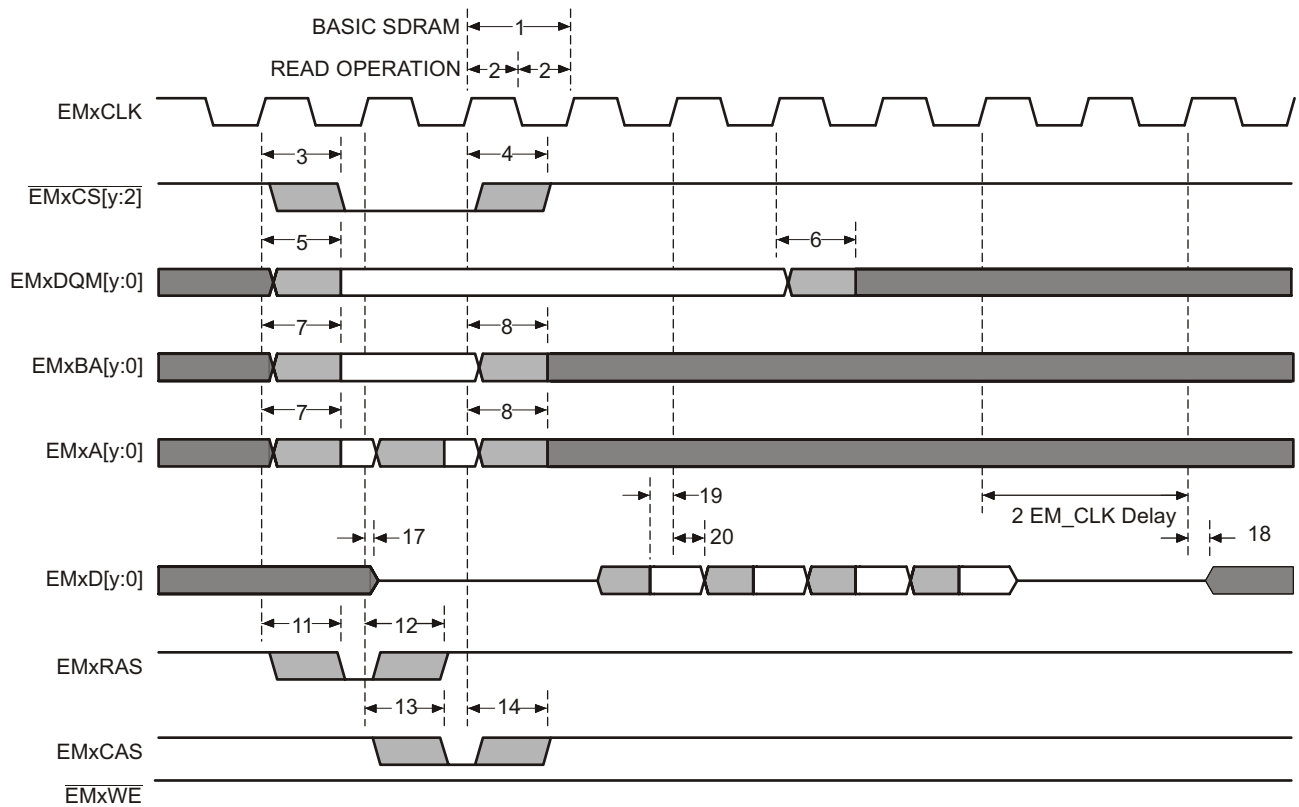 BASIC SDRAM
1
READ OPERATION
2 2
EMxCLK
3 4
EMxCS[y:2]
5 6
EMxDQM[y:0]
7 8
EMxBA[y:0]
7 8
EMxA[y:0]
19
2 EM_CLK Delay
17 20 18
EMxD[y:0]
11 12
EMxRAS
13 14
EMxCAS
EMxWE